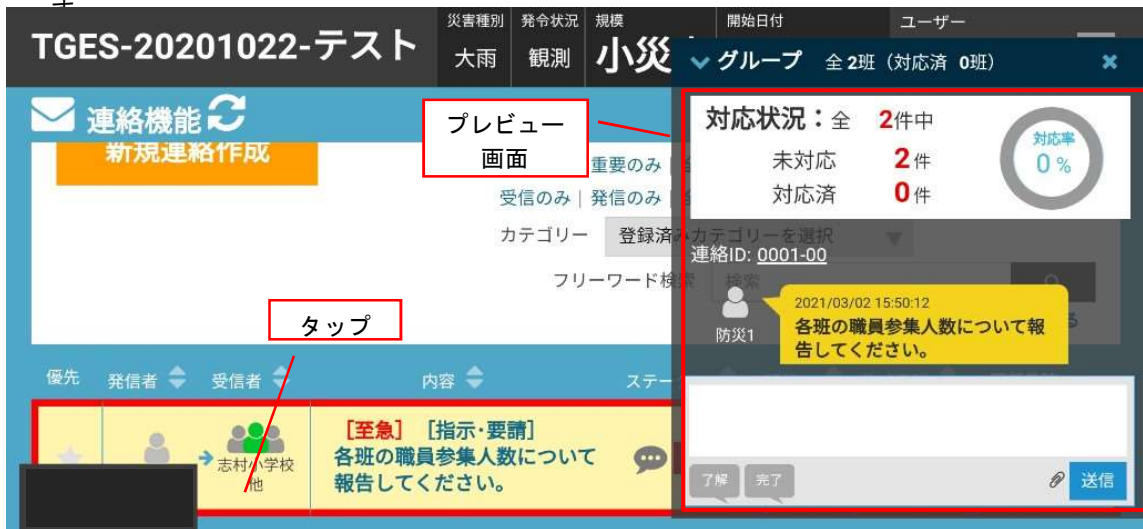 災害種別 発令状況 規模 開始日付 ユーザー
TGES-20201022-テスト 大雨 観測 小災
グループ 全 2班 (対応済 0班)
連絡機能
新規連絡作成
プレビュー
画面
重要のみ
受信のみ | 発信のみ |
カテゴリー 登録済みカテゴリーを選択
フリーワード検索 検索
対応状況：全 2件中
未対応 2件
対応済 0件
対応率
0 %
連絡ID: 0001-00
2021/03/02 15:50:12
各班の職員参集人数について報
告してください。
防災1
タップ
優先 発信者 受信者 内容
[至急] [指示・要請]
各班の職員参集人数について
報告してください。
志村小学校
他
了解 完了 送信